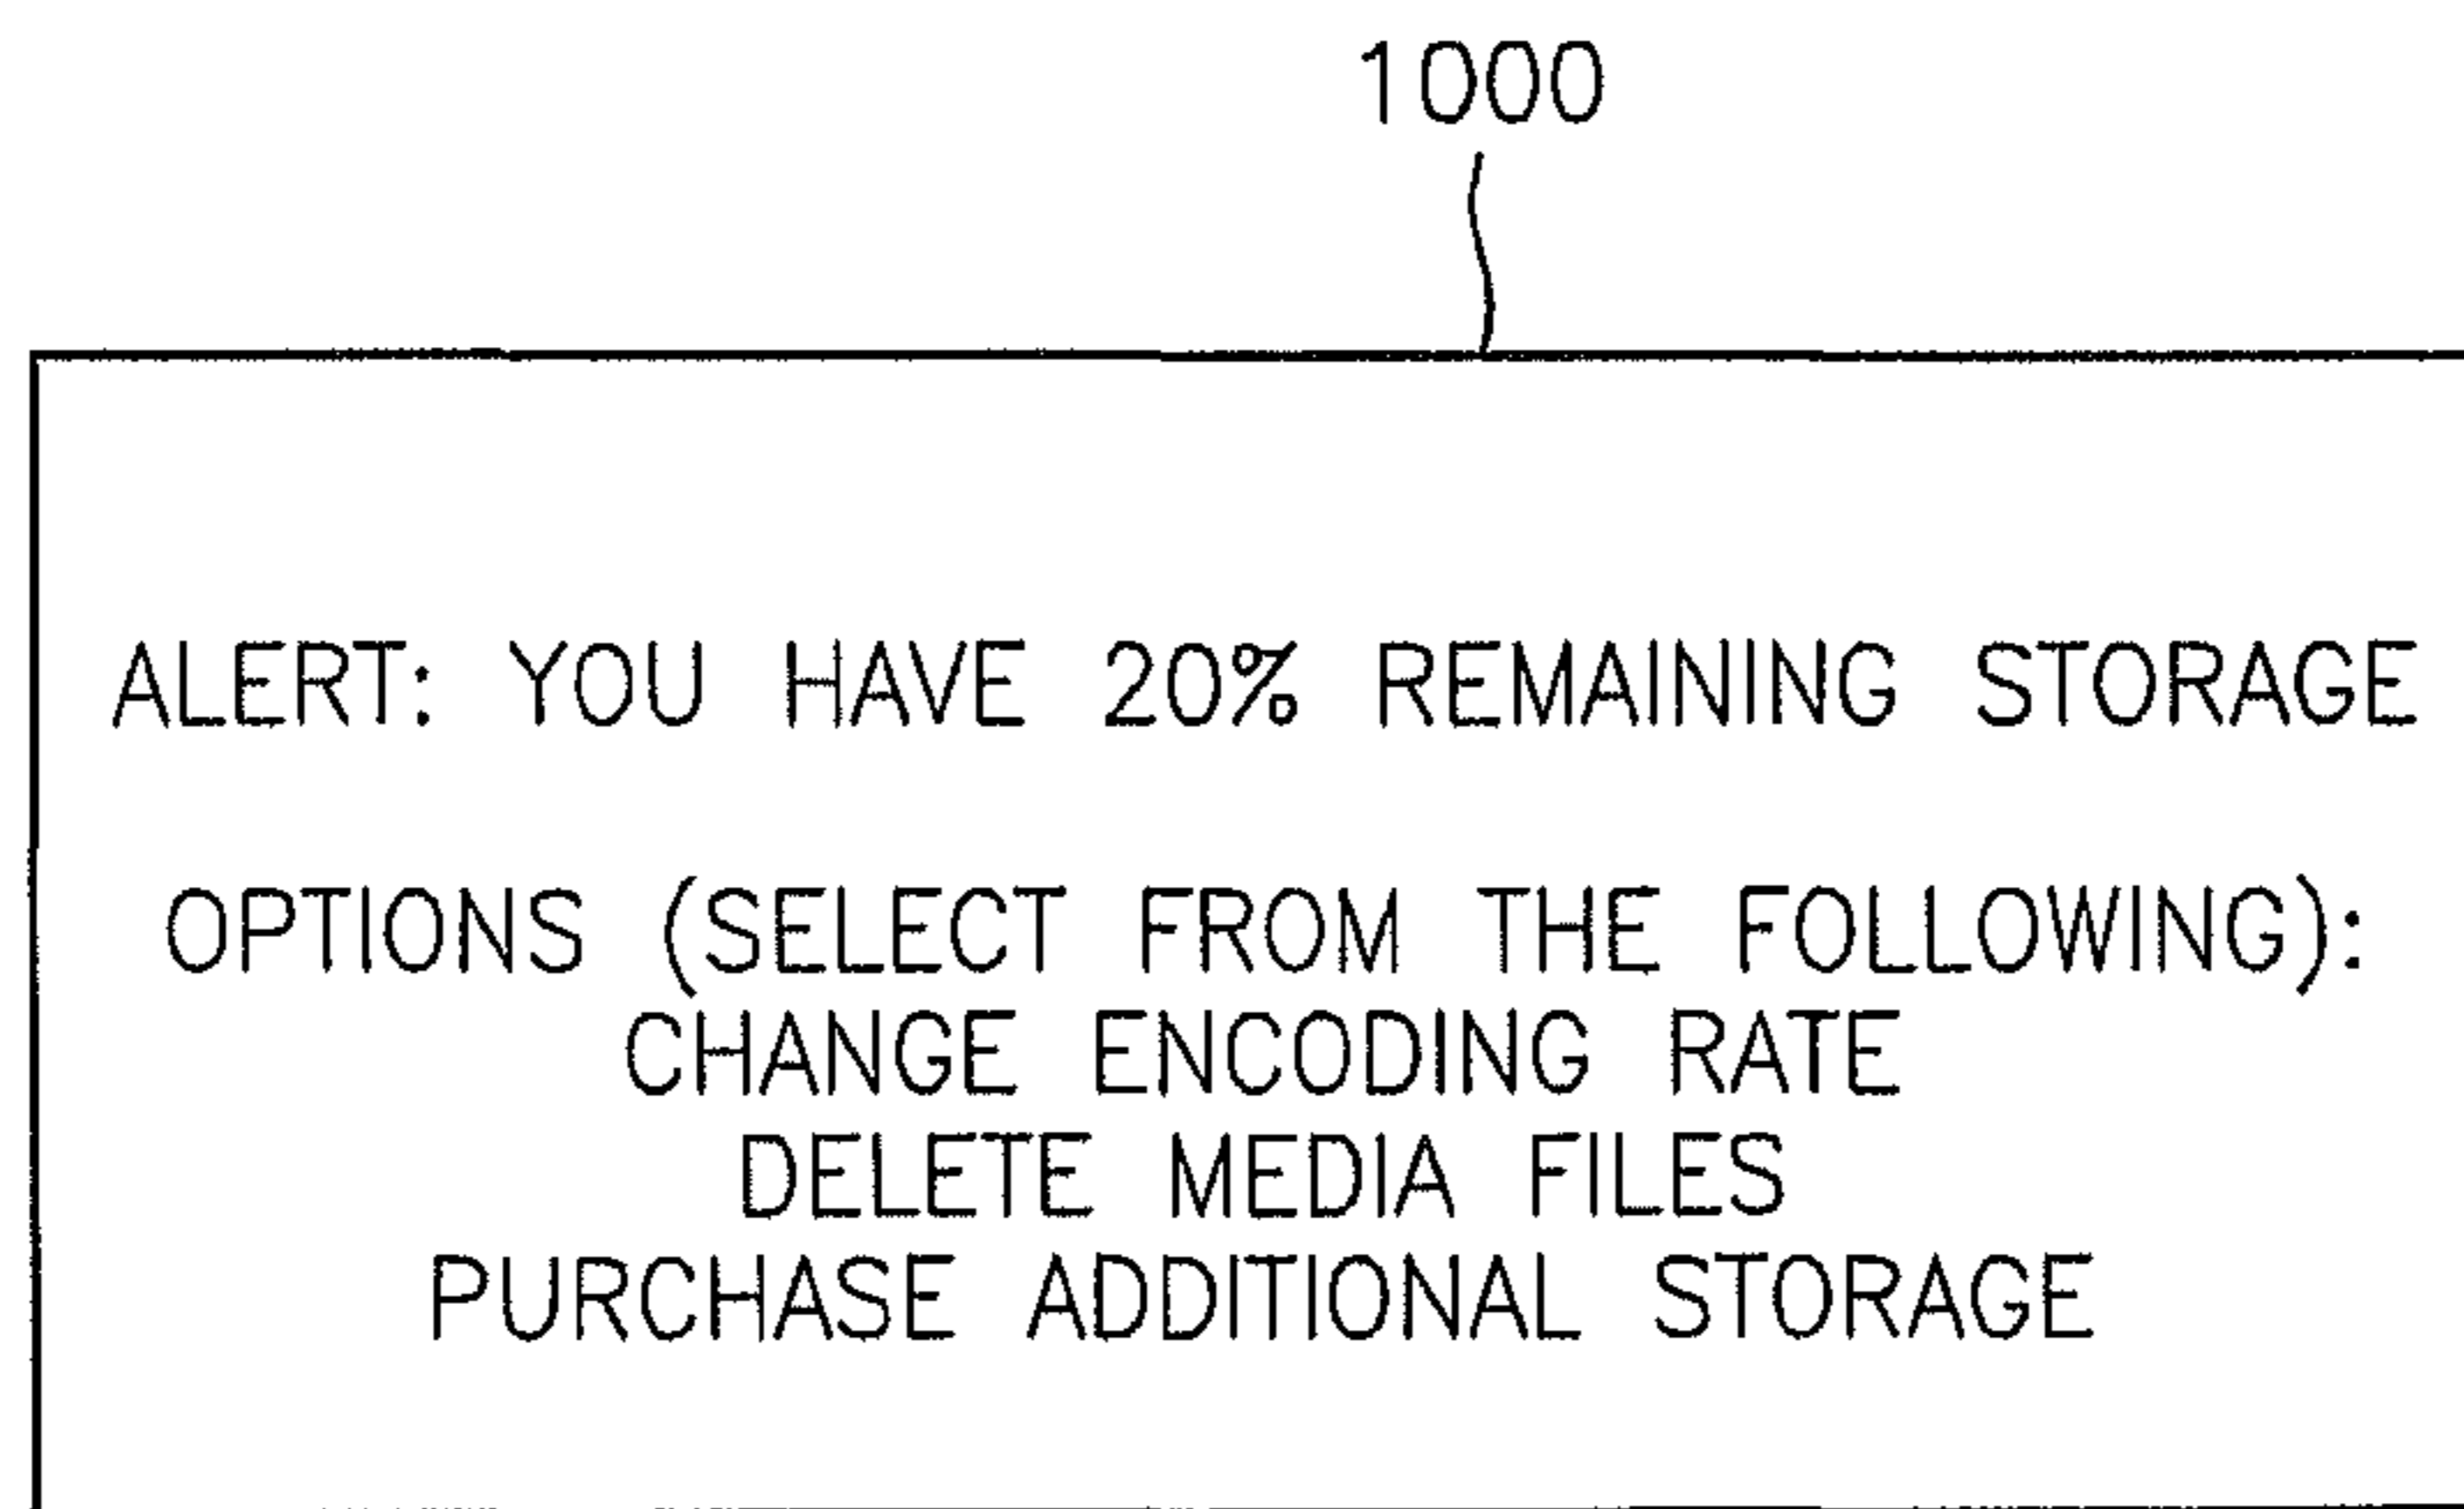 1000
ALERT: YOU HAVE 20% REMAINING STORAGE
OPTIONS (SELECT FROM THE FOLLOWING):
CHANGE ENCODING RATE
DELETE MEDIA FILES
PURCHASE ADDITIONAL STORAGE